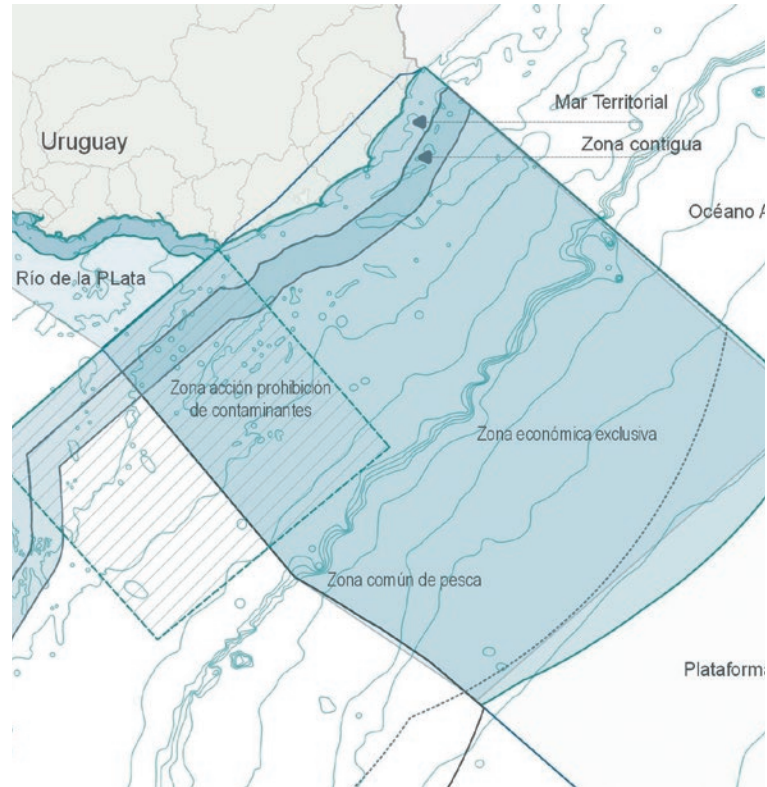 Mar Territorial
Uruguay
Zona contigua
Océano A
Río de la PLata
Zona acción prohibición
de contaminantes
Zona económica exclusiva
Zona común de pesca
Plataforma